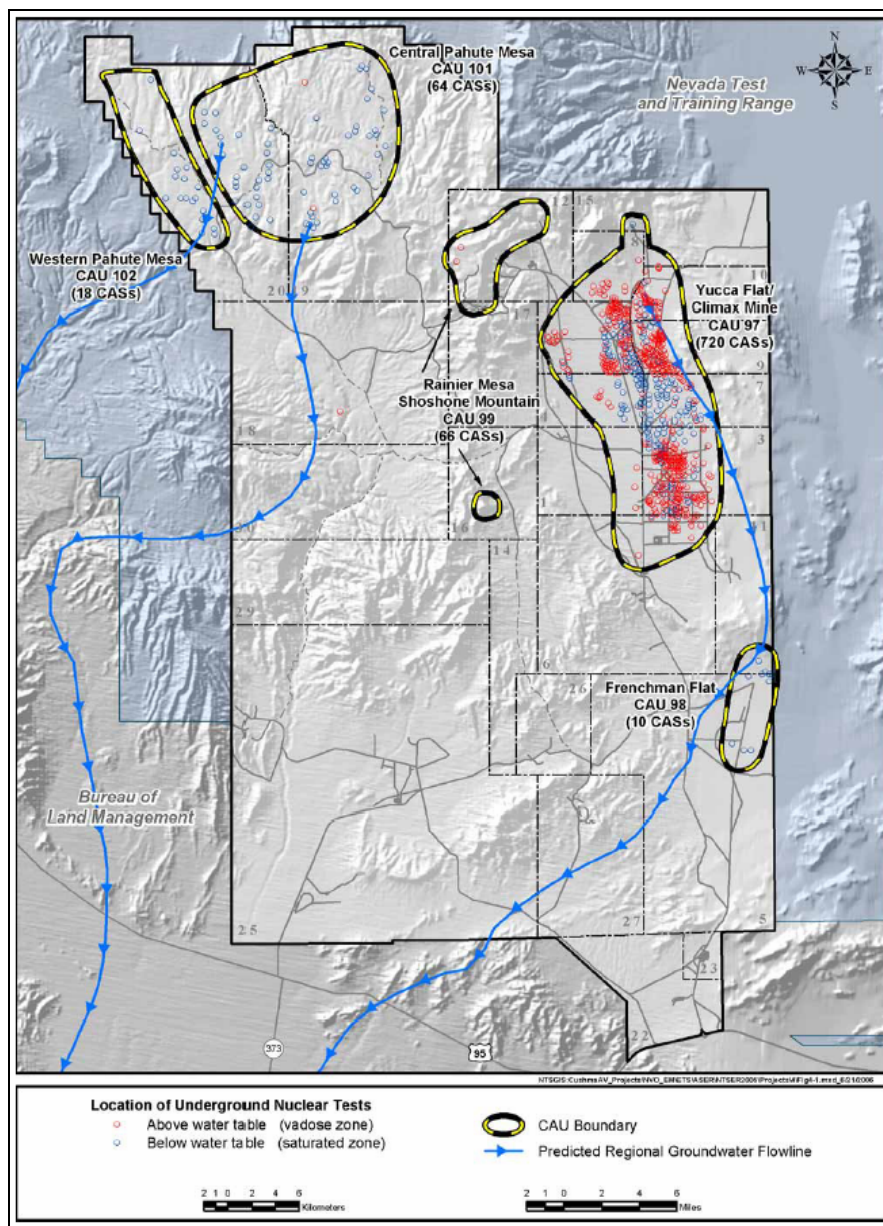 Central Pahute Mesa
CAU 101
(64 CASs)
N
W E
S
Nevada Test
and Training Range
Western Pahute Mesa
CAU 102
(18 CASs)
12 15
8
10
Yucca Flat/
Climax Mine
CAU 97
(720 CASs)
20 19
17
9
7
Rainier Mesa
Shoshone Mountain
CAU 99
(66 CASs)
18
3
1
16
11
30
14
29
6
26
Frenchman Flat
CAU 98
(10 CASs)
Bureau of
Land Management
25
27
5
23
22
373
95
Location of Underground Nuclear Tests
Above water table (vadose zone)
Below water table (saturated zone)
CAU Boundary
Predicted Regional Groundwater Flowline
2 1 0 2 4 6
Kilometers
2 1 0 2 4 6
Miles